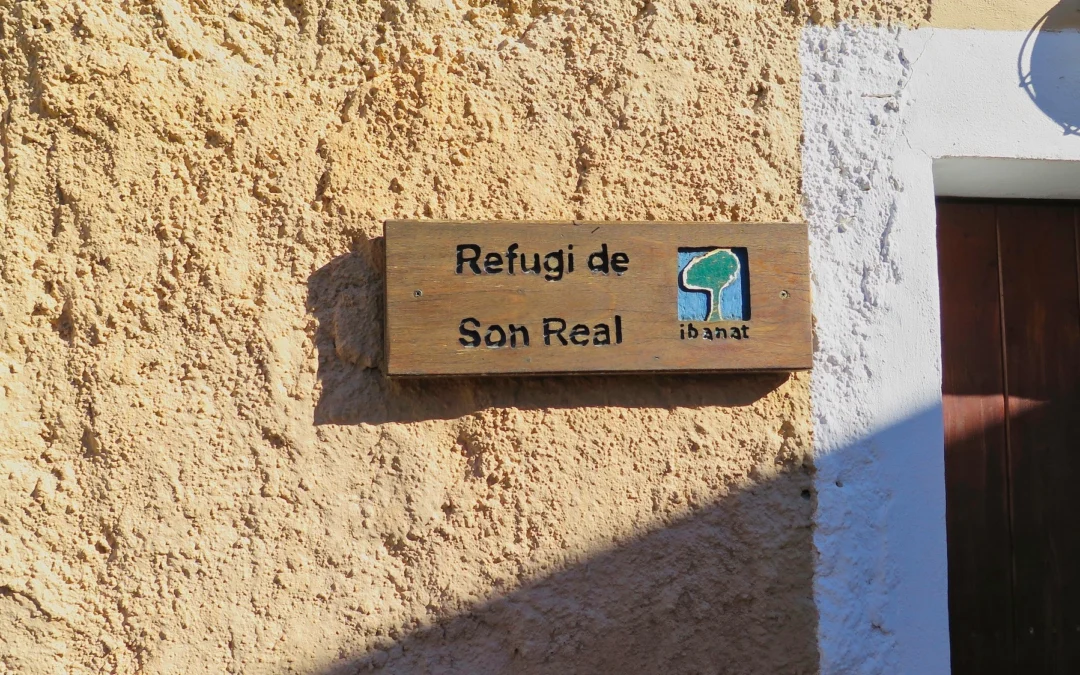 Refugi de
Son Real
ibanat